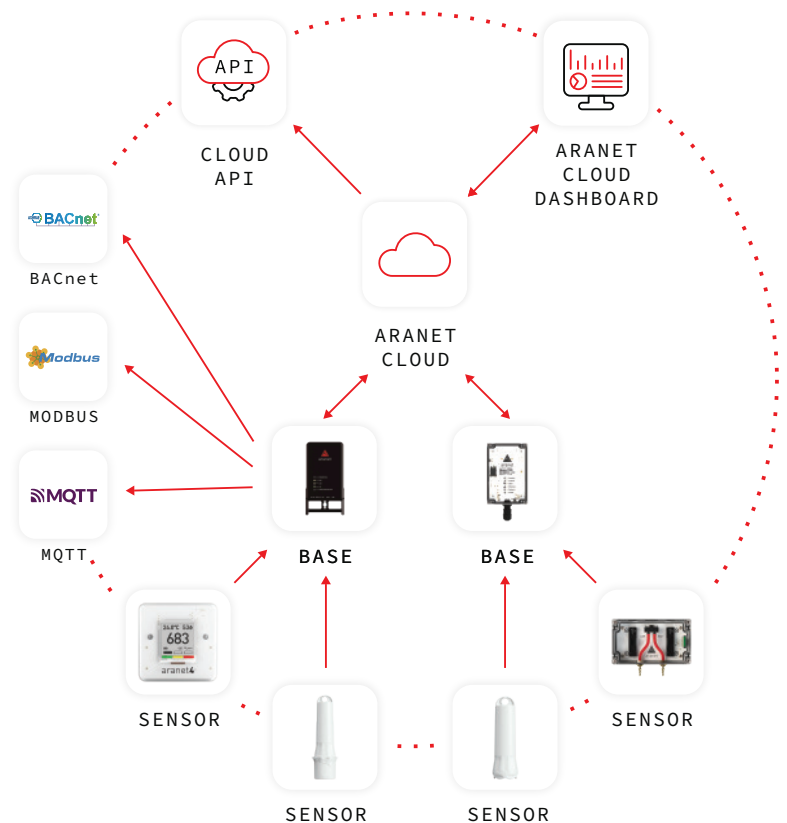 API
CLOUD
API
ARANET
CLOUD
DASHBOARD
BACnet
BACnet
ARANET
CLOUD
Modbus
MODBUS
MQTT
MQTT
BASE
BASE
683
aranet4
SENSOR
SENSOR
SENSOR
SENSOR